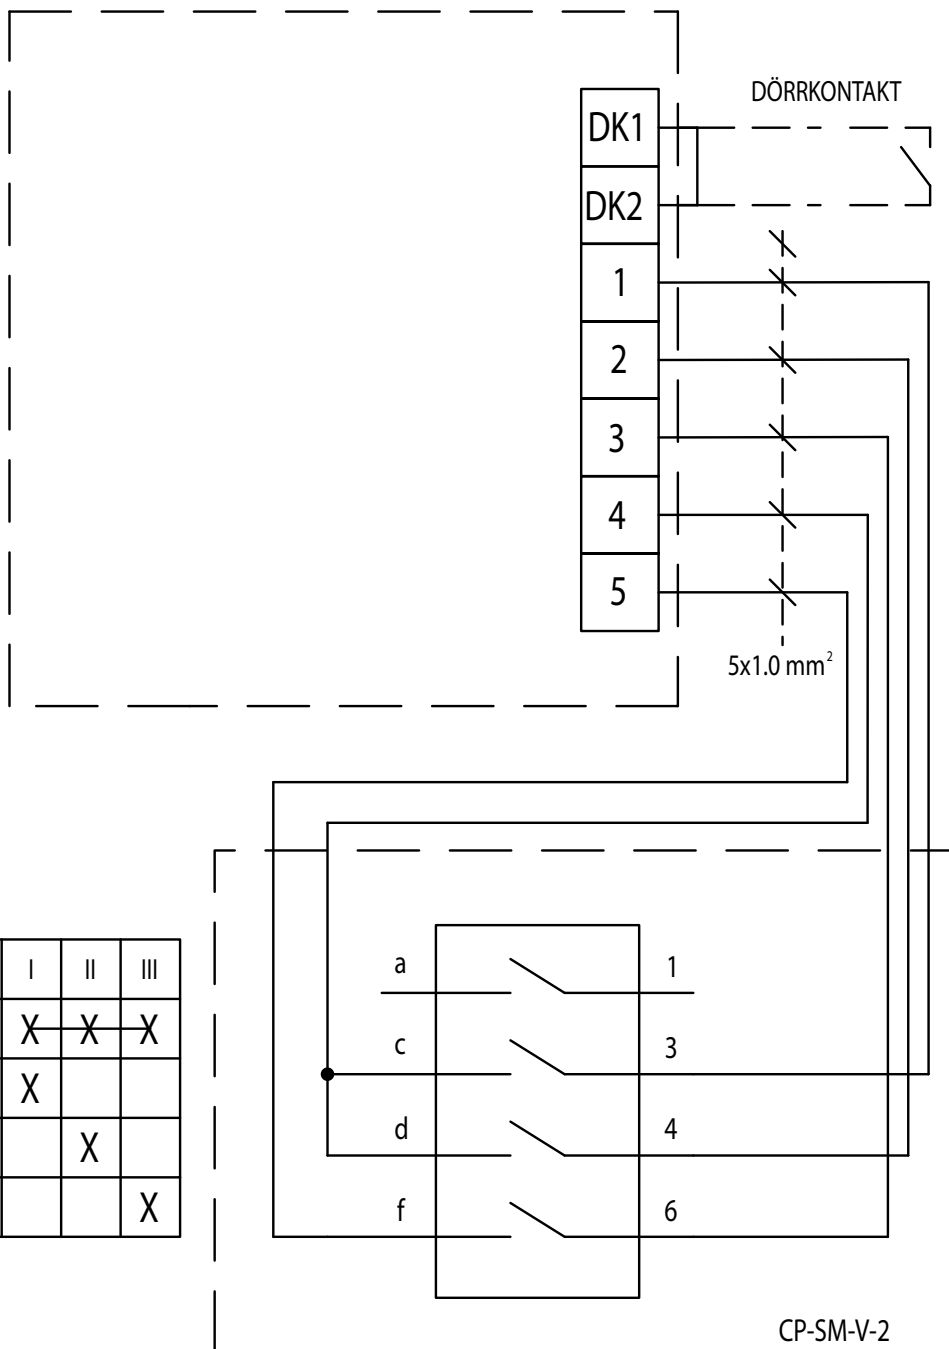 DÖRRKONTAKT
DK1
DK2
1
2
3
4
5
5x1.0 mm²
I II III
X X X
X
X
X
a 1
c 3
d 4
f 6
CP-SM-V-2